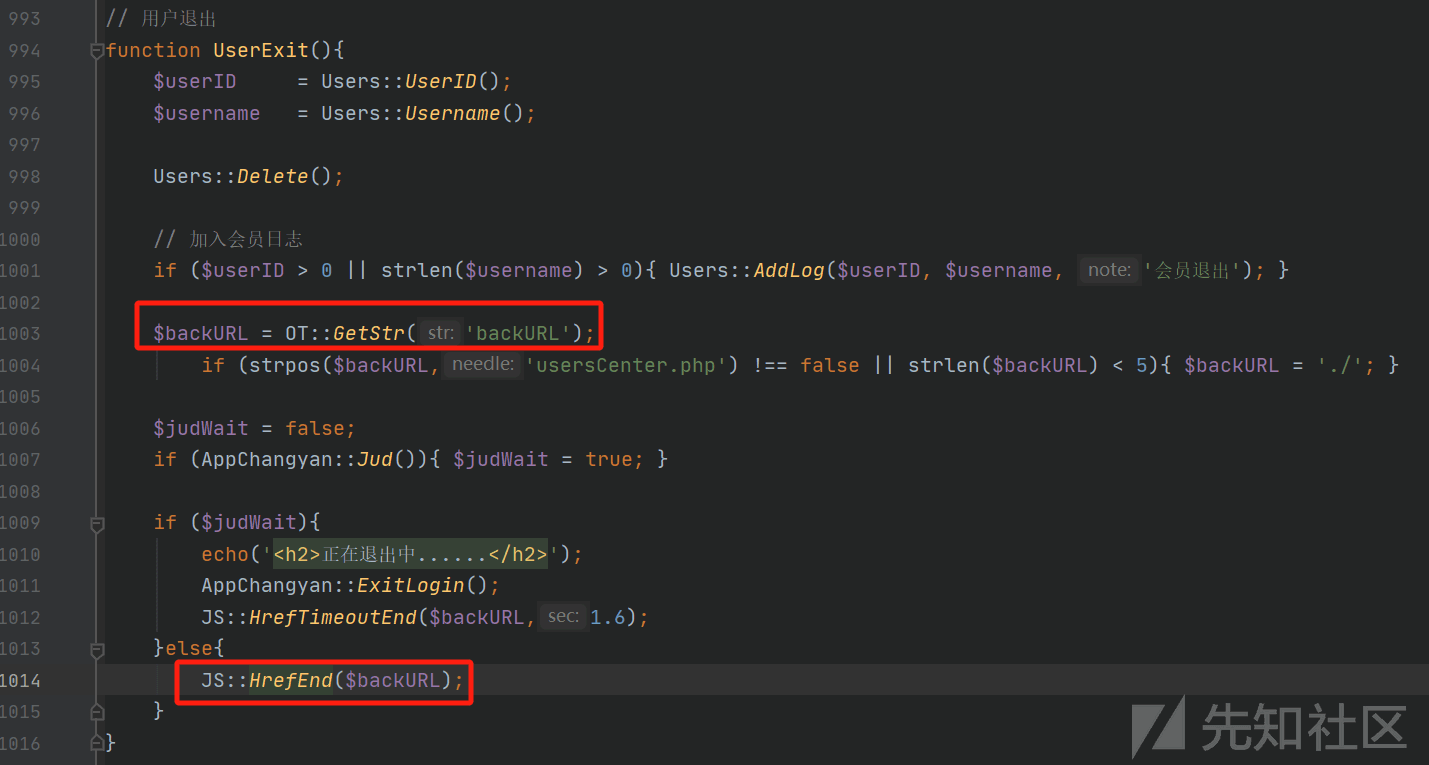 993 // 用户退出
994 function UserExit(){
995 $userID = Users::UserID();
996 $username = Users::Username();
997
998 Users::Delete();
999
1000 // 加入会员日志
1001 if ($userID > 0 || strlen($username) > 0){ Users::AddLog($userID, $username, note: '会员退出'); }
1002
1003 $backURL = OT::GetStr( str: 'backURL');
1004 if (strpos($backURL, needle: 'usersCenter.php') !== false || strlen($backURL) < 5){ $backURL = './'; }
1005
1006 $judWait = false;
1007 if (AppChangyan::Jud()){ $judWait = true; }
1008
1009 if ($judWait){
1010 echo('<h2>正在退出中......</h2>');
1011 AppChangyan::ExitLogin();
1012 JS::HrefTimeoutEnd($backURL, sec: 1.6);
1013 }else{
1014 JS::HrefEnd($backURL);
1015 }
1016 }
先知社区